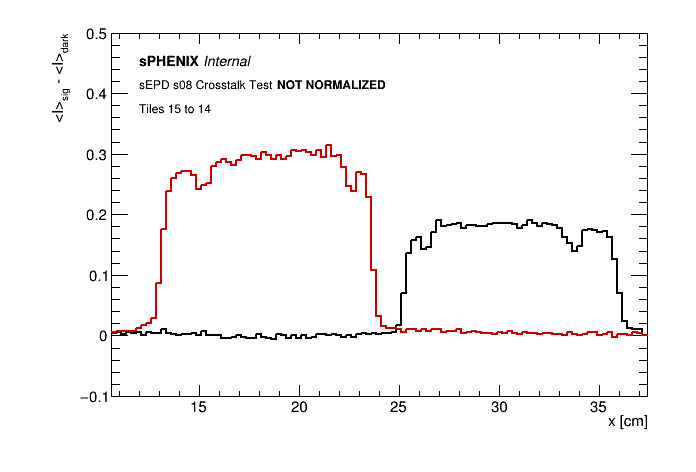 0.5
<I>sig - <I>dark
sPHENIX Internal
sEPD s08 Crosstalk Test NOT NORMALIZED
0.4
Tiles 15 to 14
0.3
0.2
0.1
0
−0.1
15 20 25 30 35
x [cm]